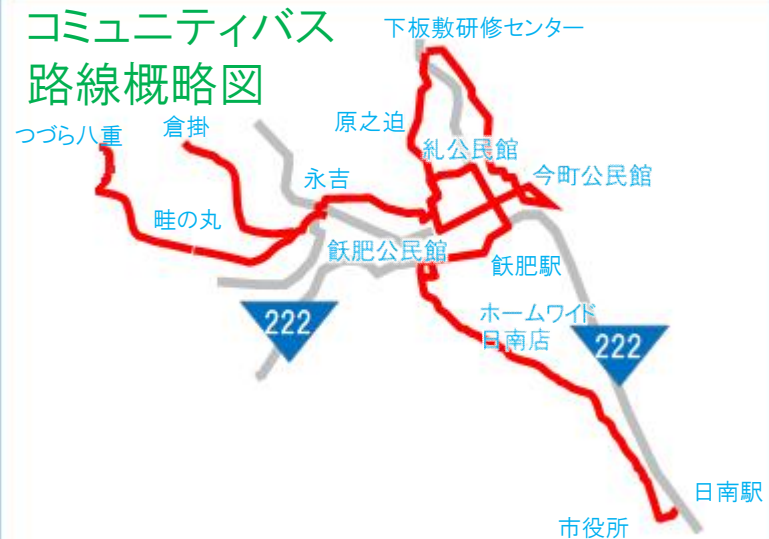 コミュニティバス
路線概略図
下板敷研修センター
つづら八重
倉掛
原之迫
糺公民館
永吉
今町公民館
畦の丸
飫肥公民館
飫肥駅
ホームワイド
日南店
222
222
日南駅
市役所